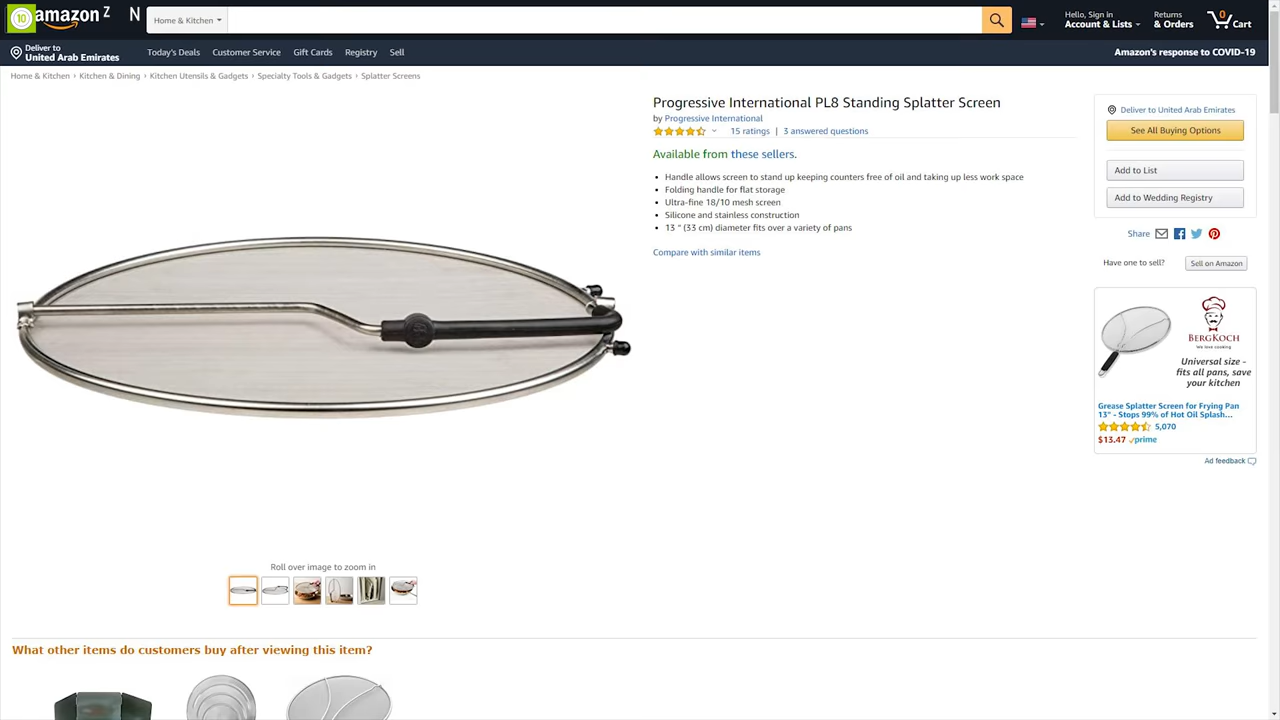 10
amazon
Z N
Home & Kitchen
Hello, Sign in
Account & Lists
Returns
& Orders
0
Cart
Deliver to
United Arab Emirates
Today's Deals Customer Service Gift Cards Registry Sell
Amazon's response to COVID-19
Home & Kitchen › Kitchen & Dining › Kitchen Utensils & Gadgets › Specialty Tools & Gadgets › Splatter Screens
Progressive International PL8 Standing Splatter Screen
by Progressive International
15 ratings | 3 answered questions
Available from these sellers.
• Handle allows screen to stand up keeping counters free of oil and taking up less work space
• Folding handle for flat storage
• Ultra-fine 18/10 mesh screen
• Silicone and stainless construction
• 13 " (33 cm) diameter fits over a variety of pans
Compare with similar items
Deliver to United Arab Emirates
See All Buying Options
Add to List
Add to Wedding Registry
Share
Have one to sell?
Sell on Amazon
BERGKOCH
We love cooking
Universal size -
fits all pans, save
your kitchen
Grease Splatter Screen for Frying Pan
13" - Stops 99% of Hot Oil Splash...
5,070
$13.47 prime
Ad feedback
Roll over image to zoom in
What other items do customers buy after viewing this item?